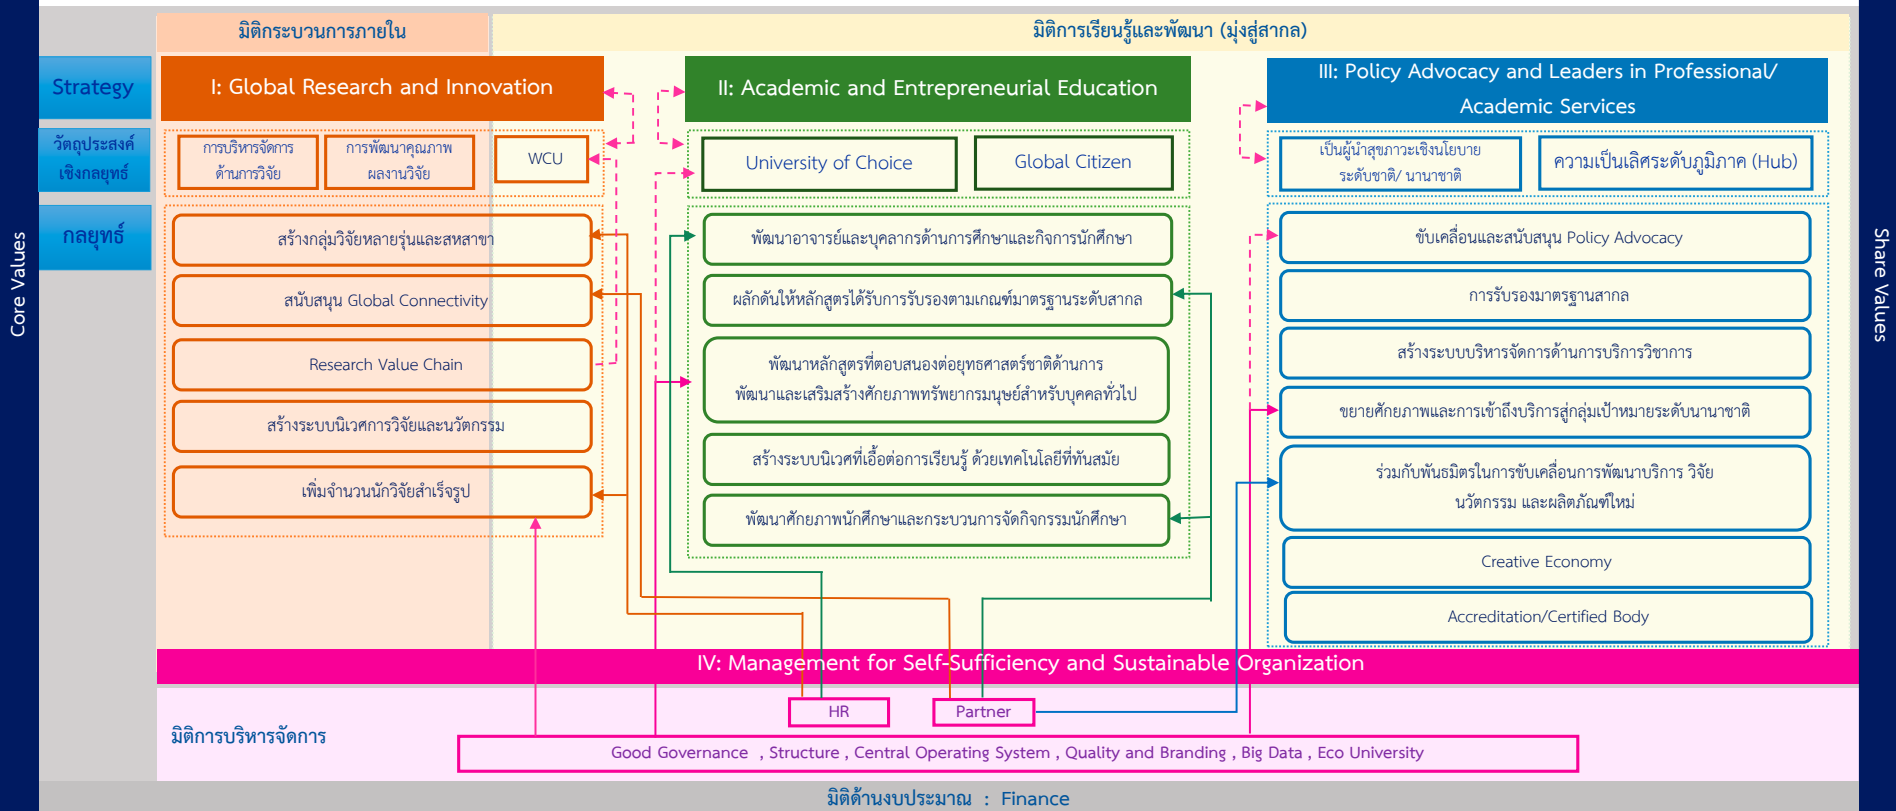 มิติกระบวนการภายใน
มิติการเรียนรู้และพัฒนา (มุ่งสู่สากล)
Strategy
I: Global Research and Innovation
II: Academic and Entrepreneurial Education
III: Policy Advocacy and Leaders in Professional/
Academic Services
วัตถุประสงค์
เชิงกลยุทธ์
การบริหารจัดการ
ด้านการวิจัย
การพัฒนาคุณภาพ
ผลงานวิจัย
WCU
University of Choice
Global Citizen
เป็นผู้นำสุขภาวะเชิงนโยบาย
ระดับชาติ/ นานาชาติ
ความเป็นเลิศระดับภูมิภาค (Hub)
กลยุทธ์
สร้างกลุ่มวิจัยหลายรุ่นและสหสาขา
สนับสนุน Global Connectivity
Research Value Chain
สร้างระบบนิเวศการวิจัยและนวัตกรรม
เพิ่มจำนวนนักวิจัยสำเร็จรูป
พัฒนาอาจารย์และบุคลากรด้านการศึกษาและกิจการนักศึกษา
ผลักดันให้หลักสูตรได้รับการรับรองตามเกณฑ์มาตรฐานระดับสากล
พัฒนาหลักสูตรที่ตอบสนองต่อยุทธศาสตร์ชาติด้านการ
พัฒนาและเสริมสร้างศักยภาพทรัพยากรมนุษย์สำหรับบุคคลทั่วไป
สร้างระบบนิเวศที่เอื้อต่อการเรียนรู้ ด้วยเทคโนโลยีที่ทันสมัย
พัฒนาศักยภาพนักศึกษาและกระบวนการจัดกิจกรรมนักศึกษา
ขับเคลื่อนและสนับสนุน Policy Advocacy
การรับรองมาตรฐานสากล
สร้างระบบบริหารจัดการด้านการบริการวิชาการ
ขยายศักยภาพและการเข้าถึงบริการสู่กลุ่มเป้าหมายระดับนานาชาติ
ร่วมกับพันธมิตรในการขับเคลื่อนการพัฒนาบริการ วิจัย
นวัตกรรม และผลิตภัณฑ์ใหม่
Creative Economy
Accreditation/Certified Body
Core Values
Share Values
IV: Management for Self-Sufficiency and Sustainable Organization
HR
Partner
มิติการบริหารจัดการ
Good Governance , Structure , Central Operating System , Quality and Branding , Big Data , Eco University
มิติด้านงบประมาณ : Finance